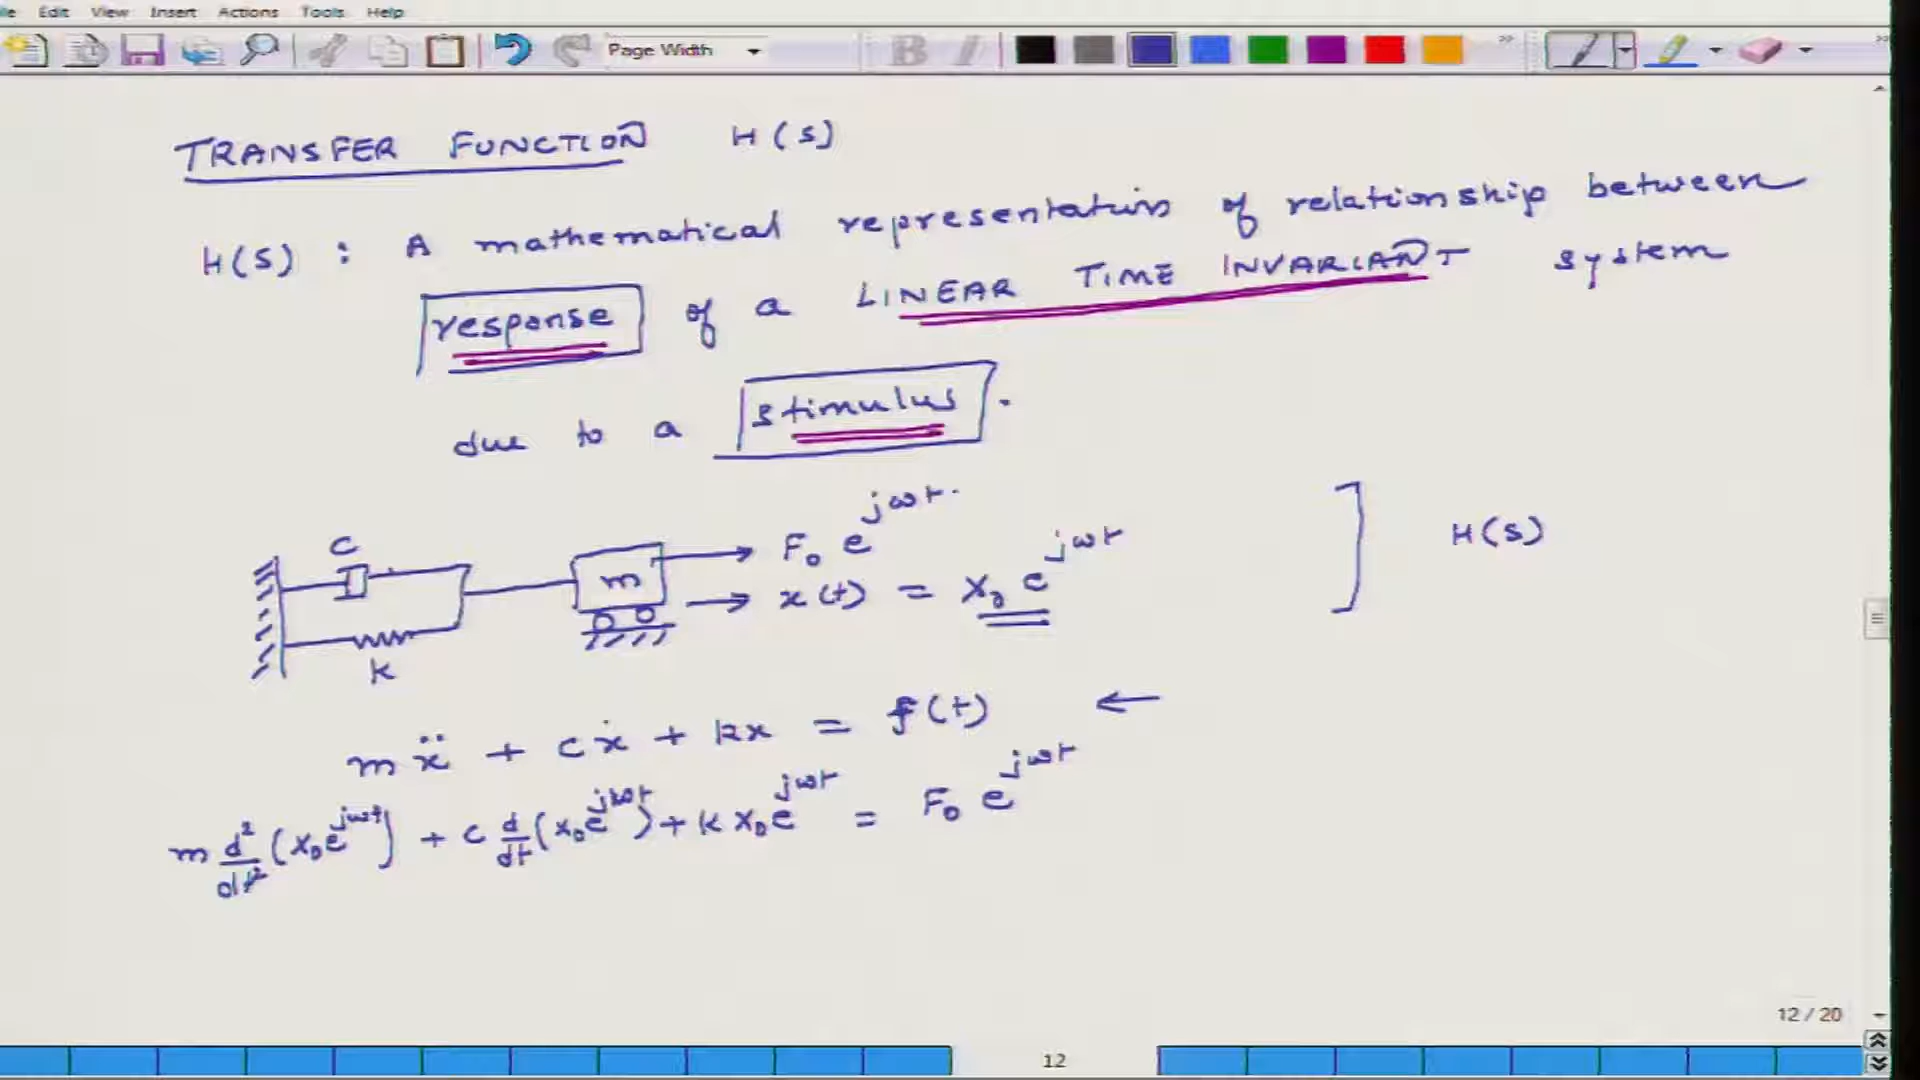 Edit View Insert Actions Tools Help
Page Width
B I
TRANSFER FUNCTION H(s)
H(s) : A mathematical representation of relationship between
response of a LINEAR TIME INVARIANT system
due to a stimulus.
C
m → F₀ e^{jωt}
→ x(t) = X₀ e^{jωt}
] H(s)
k
mẍ + cẋ + kx = f(t) ←
m d²/dt² (X₀e^{jωt}) + c d/dt (X₀e^{jωt}) + k X₀e^{jωt} = F₀ e^{jωt}
12 / 20
12